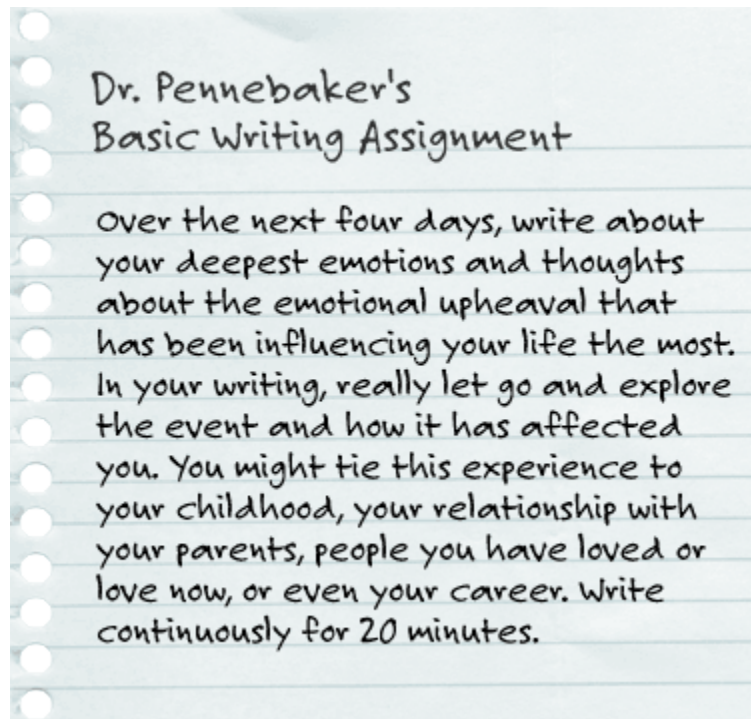 Dr. Pennebaker's
Basic Writing Assignment
Over the next four days, write about
your deepest emotions and thoughts
about the emotional upheaval that
has been influencing your life the most.
In your writing, really let go and explore
the event and how it has affected
you. You might tie this experience to
your childhood, your relationship with
your parents, people you have loved or
love now, or even your career. Write
continuously for 20 minutes.